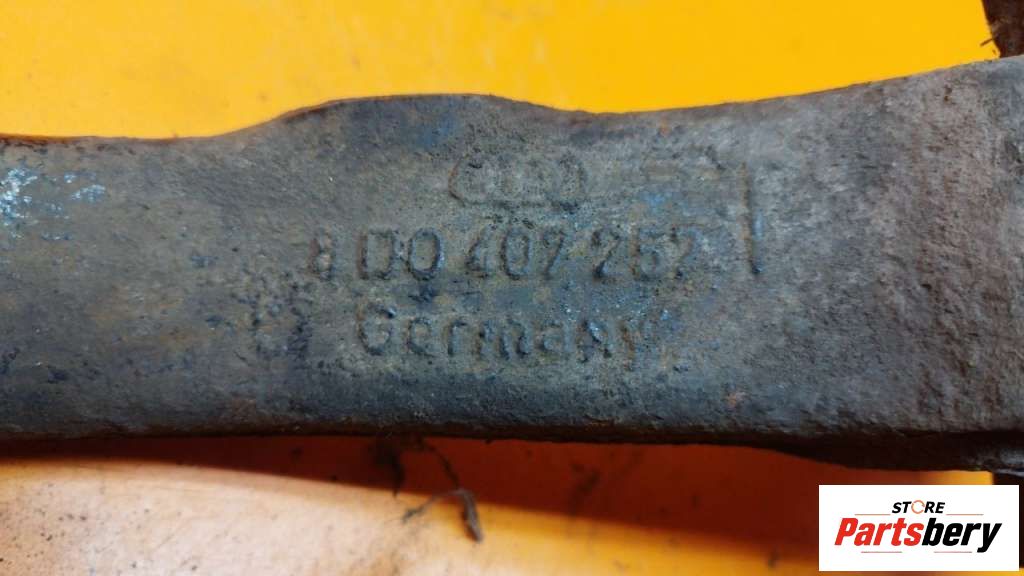 8D0 407 257
Germany
STORE
Partsbery